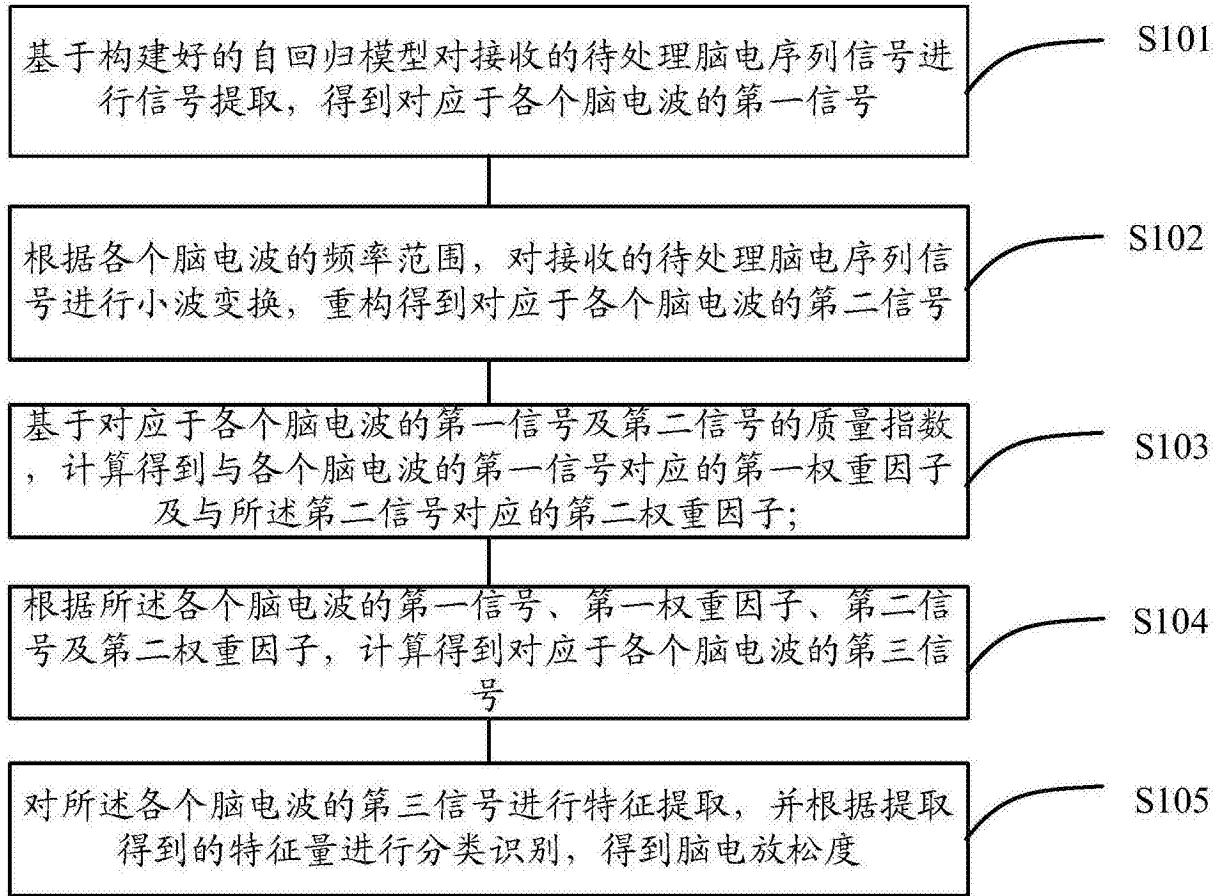 基于构建好的自回归模型对接收的待处理脑电序列信号进
行信号提取，得到对应于各个脑电波的第一信号
S101
根据各个脑电波的频率范围，对接收的待处理脑电序列信
号进行小波变换，重构得到对应于各个脑电波的第二信号
S102
基于对应于各个脑电波的第一信号及第二信号的质量指数
，计算得到与各个脑电波的第一信号对应的第一权重因子
及与所述第二信号对应的第二权重因子;
S103
根据所述各个脑电波的第一信号、第一权重因子、第二信
号及第二权重因子，计算得到对应于各个脑电波的第三信
号
S104
对所述各个脑电波的第三信号进行特征提取，并根据提取
得到的特征量进行分类识别，得到脑电放松度
S105